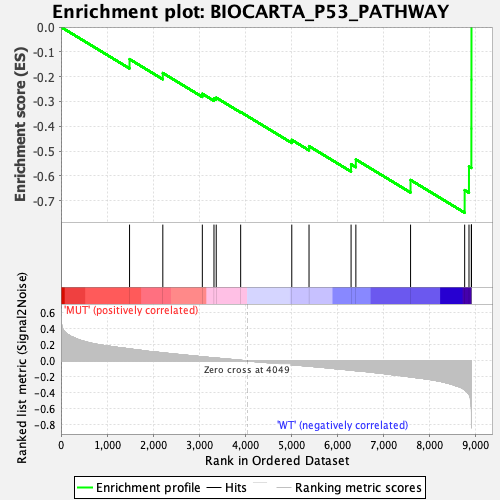 Enrichment plot: BIOCARTA_P53_PATHWAY
Enrichment score (ES)
0.0
-0.1
-0.2
-0.3
-0.4
-0.5
-0.6
-0.7
'MUT' (positively correlated)
Ranked list metric (Signal2Noise)
0.6
0.4
0.2
0.0
-0.2
-0.4
-0.6
-0.8
Zero cross at 4049
'WT' (negatively correlated)
0 1,000 2,000 3,000 4,000 5,000 6,000 7,000 8,000 9,000
Rank in Ordered Dataset
Enrichment profile Hits Ranking metric scores